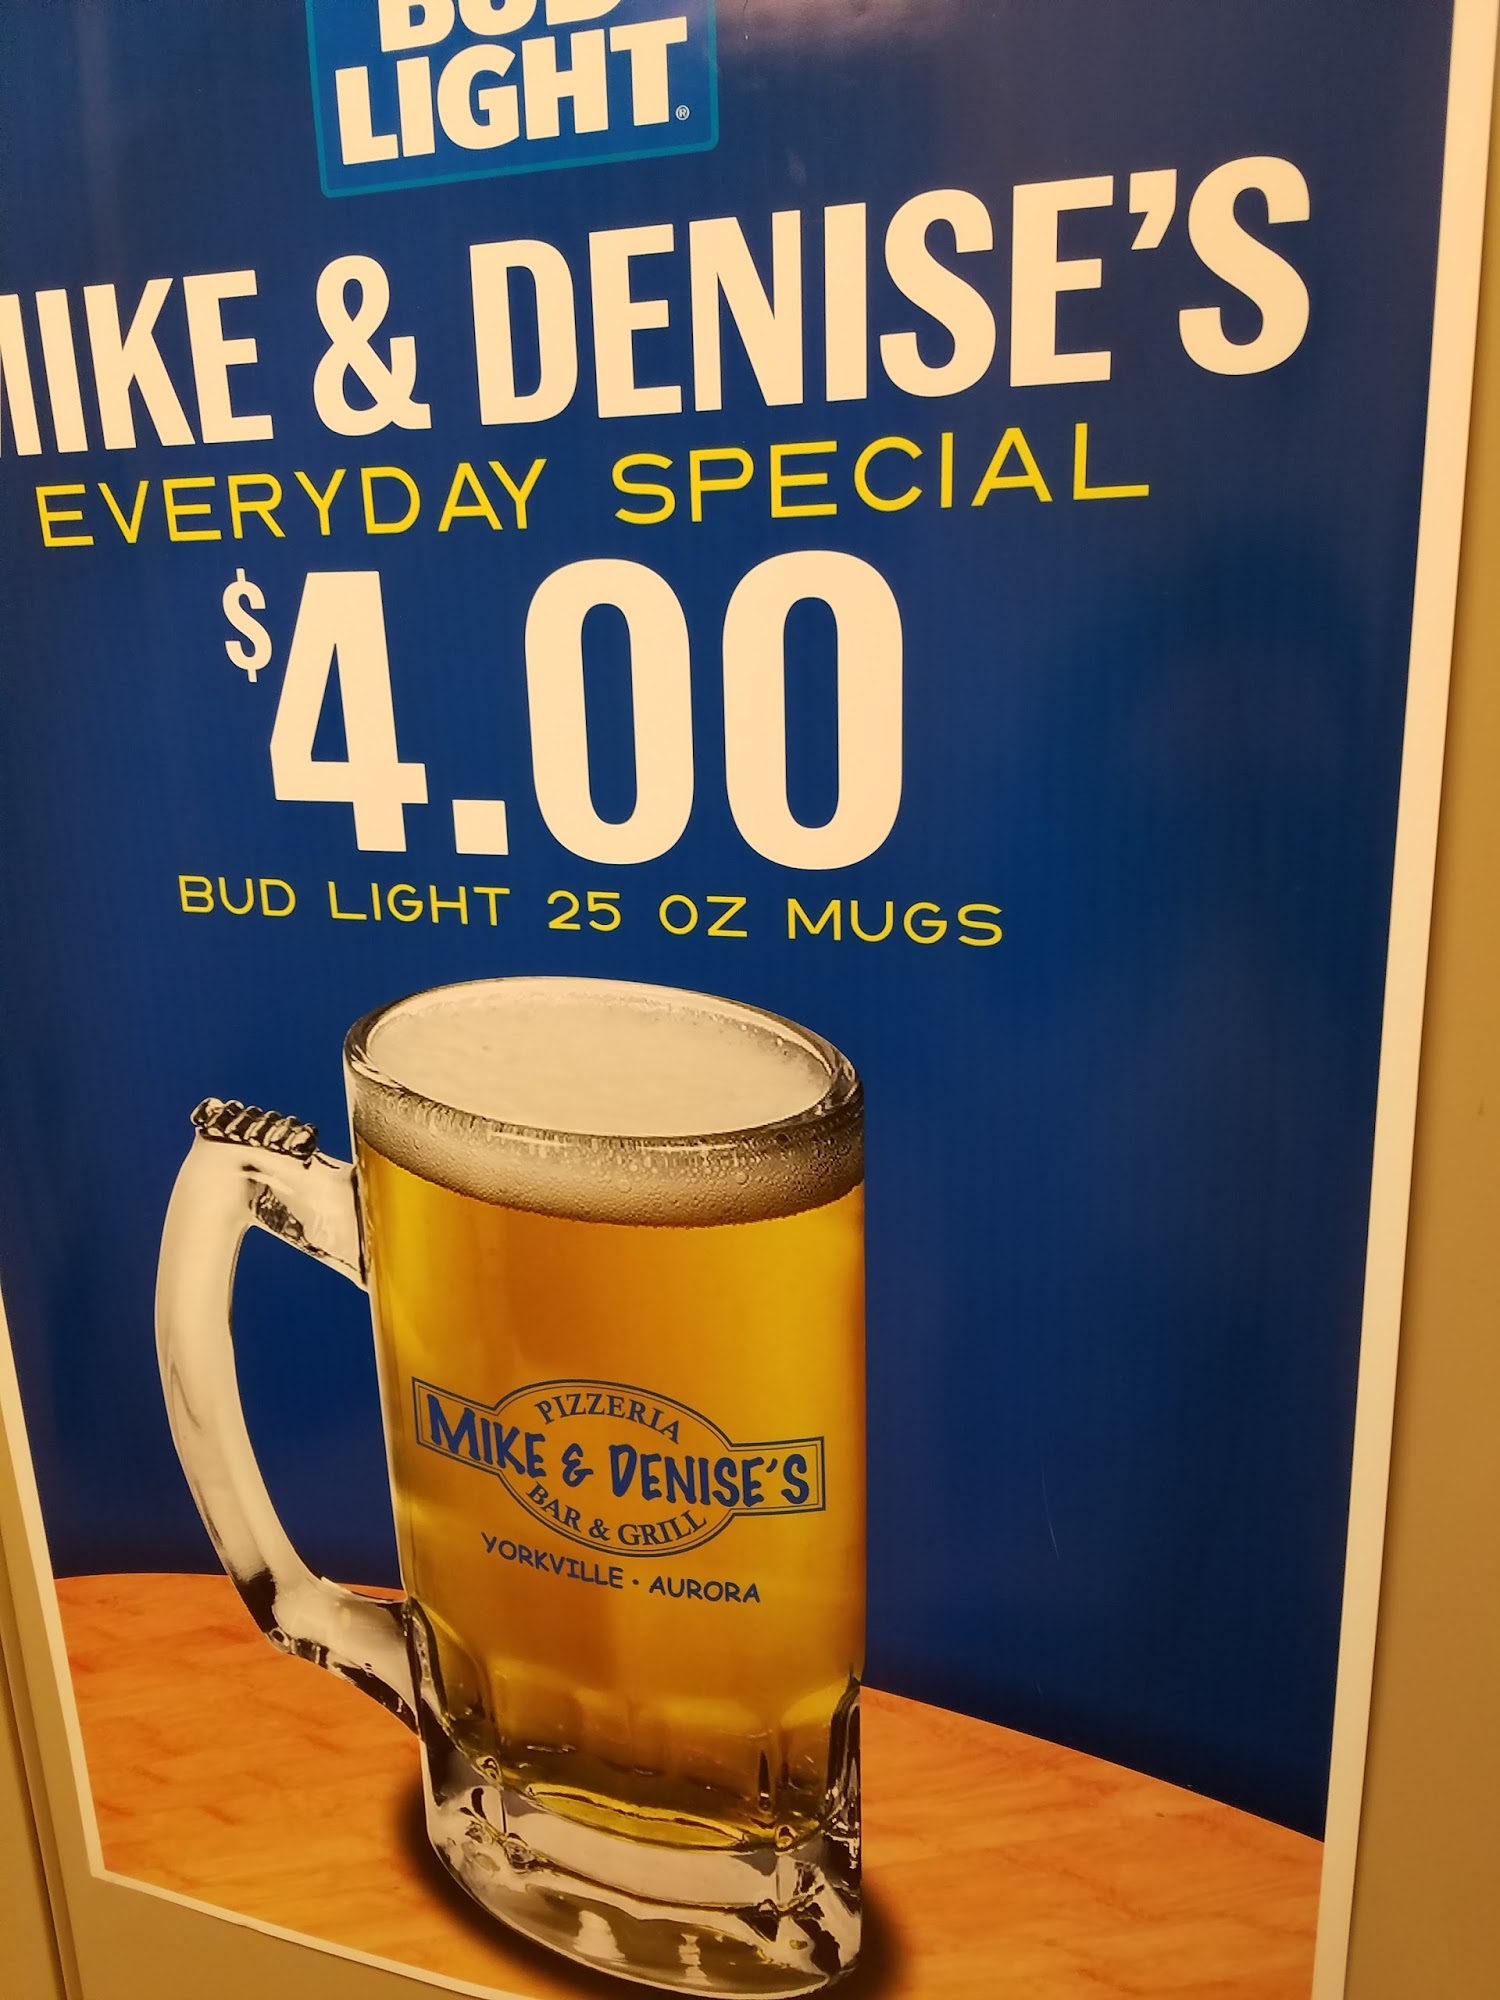 BUD
LIGHT®
MIKE & DENISE'S
EVERYDAY SPECIAL
$4.00
BUD LIGHT 25 OZ MUGS
PIZZERIA
MIKE & DENISE'S
BAR & GRILL
YORKVILLE · AURORA